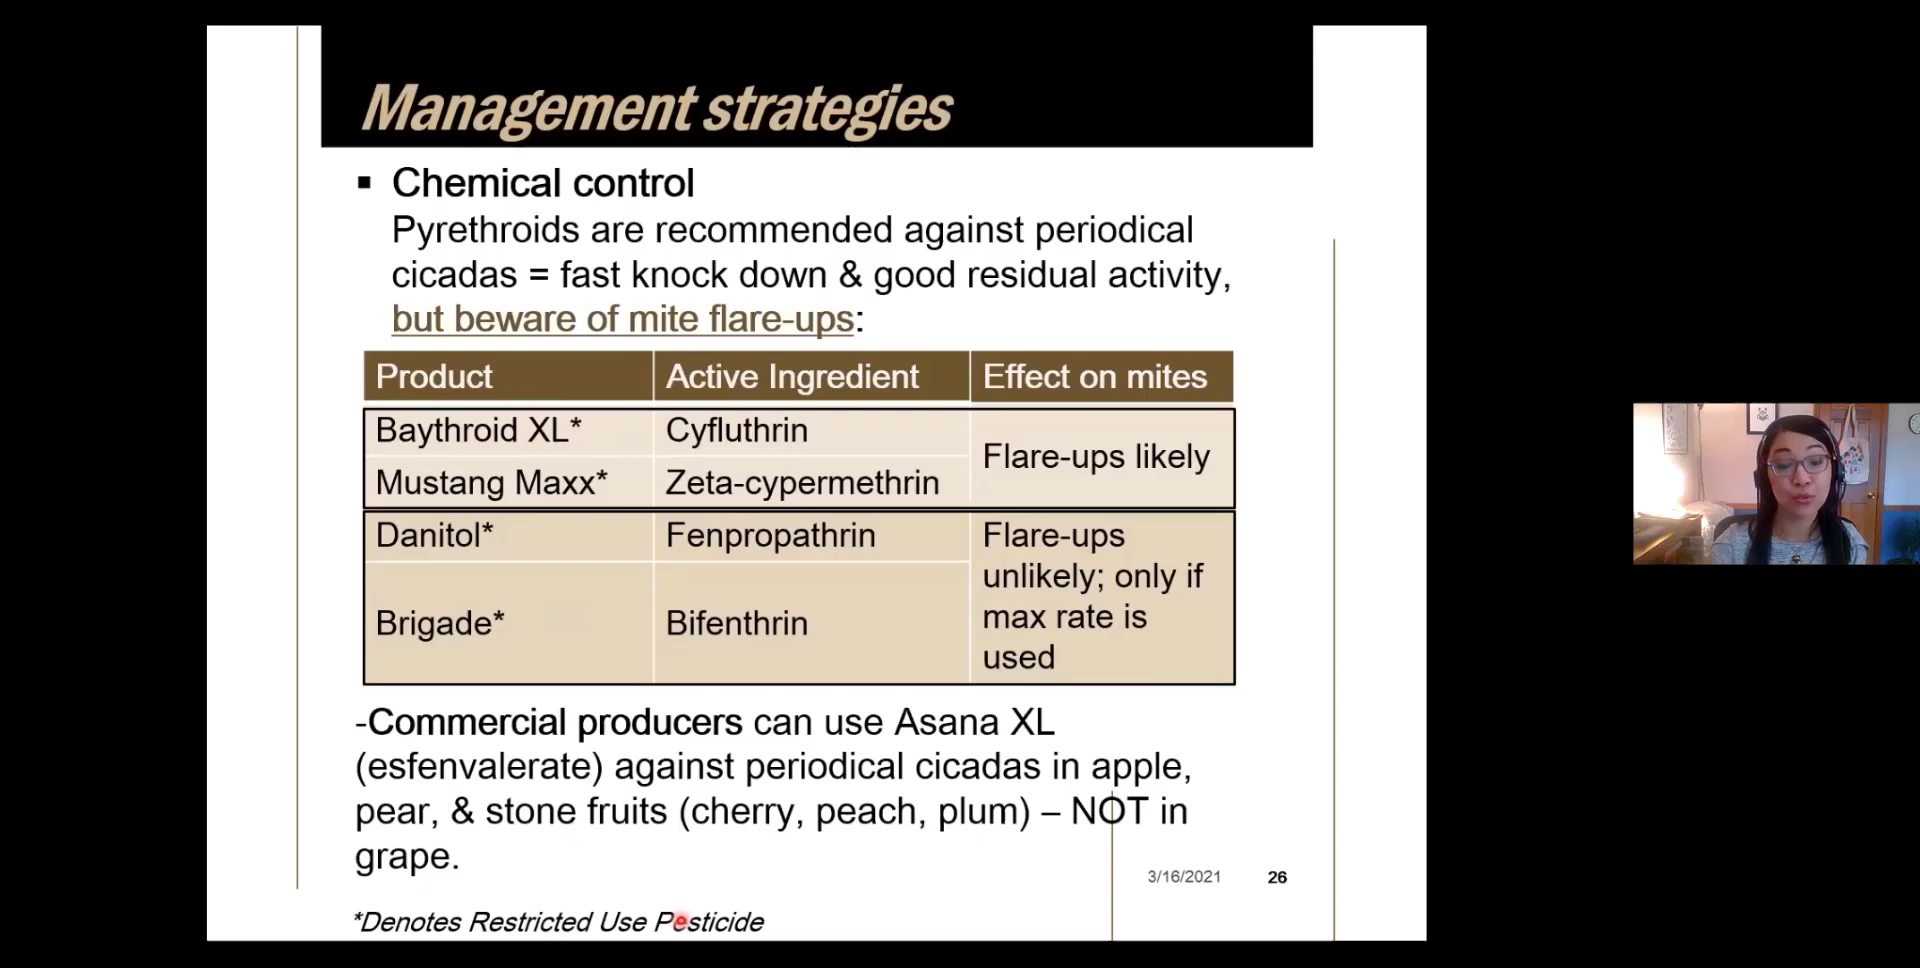 Management strategies
▪ Chemical control
Pyrethroids are recommended against periodical
cicadas = fast knock down & good residual activity,
but beware of mite flare-ups:
Product Active Ingredient Effect on mites
Baythroid XL* Cyfluthrin
Flare-ups likely
Mustang Maxx* Zeta-cypermethrin
Danitol* Fenpropathrin
Flare-ups
unlikely; only if
max rate is
used
Brigade* Bifenthrin
-Commercial producers can use Asana XL
(esfenvalerate) against periodical cicadas in apple,
pear, & stone fruits (cherry, peach, plum) – NOT in
grape.
3/16/2021 26
*Denotes Restricted Use Pesticide